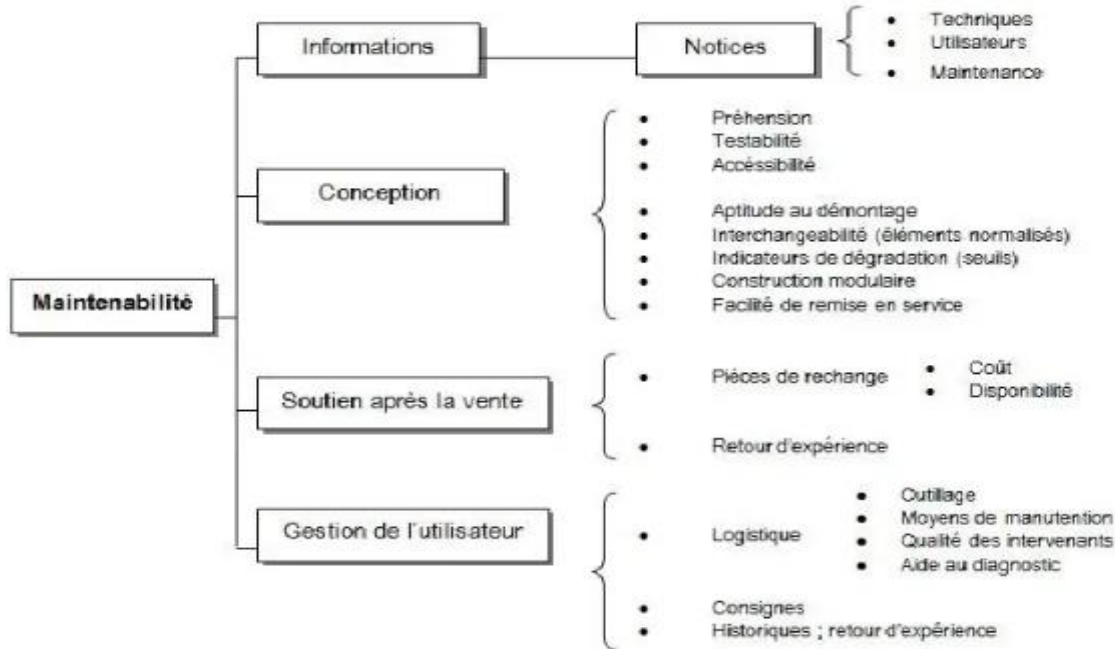 Maintenabilité
Informations
Notices
Techniques
Utilisateurs
Maintenance
Conception
Préhension
Testabilité
Accéssibilité
Aptitude au démontage
Interchangeabilité (éléments normalisés)
Indicateurs de dégradation (seuils)
Construction modulaire
Facilité de remise en service
Soutien après la vente
Piéces de rechange
Coût
Disponibilité
Retour d'expérience
Gestion de l'utilisateur
Logistique
Outillage
Moyens de manutention
Qualité des intervenants
Aide au diagnostic
Consignes
Historiques ; retour d'expérience